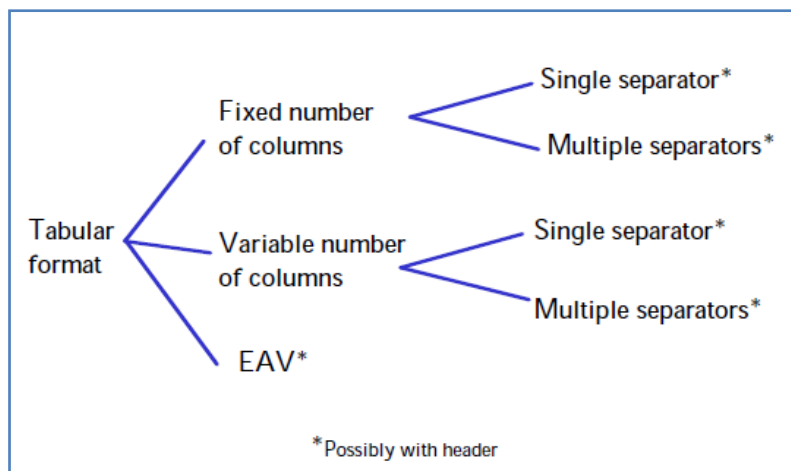 Tabular
format
Fixed number
of columns
Single separator*
Multiple separators*
Variable number
of columns
Single separator*
Multiple separators*
EAV*
*Possibly with header